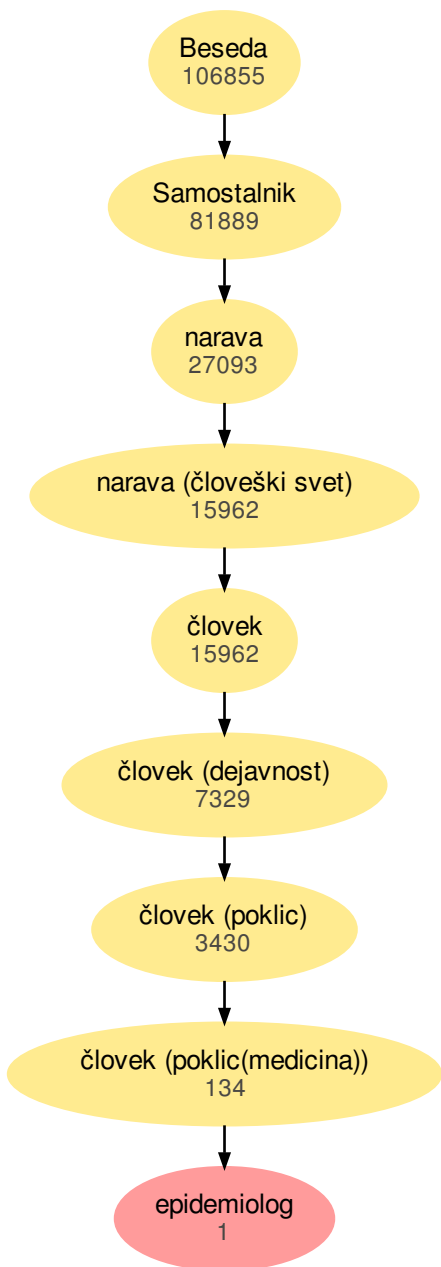 Beseda
106855
Samostalnik
81889
narava
27093
narava (človeški svet)
15962
človek
15962
človek (dejavnost)
7329
človek (poklic)
3430
človek (poklic(medicina))
134
epidemiolog
1